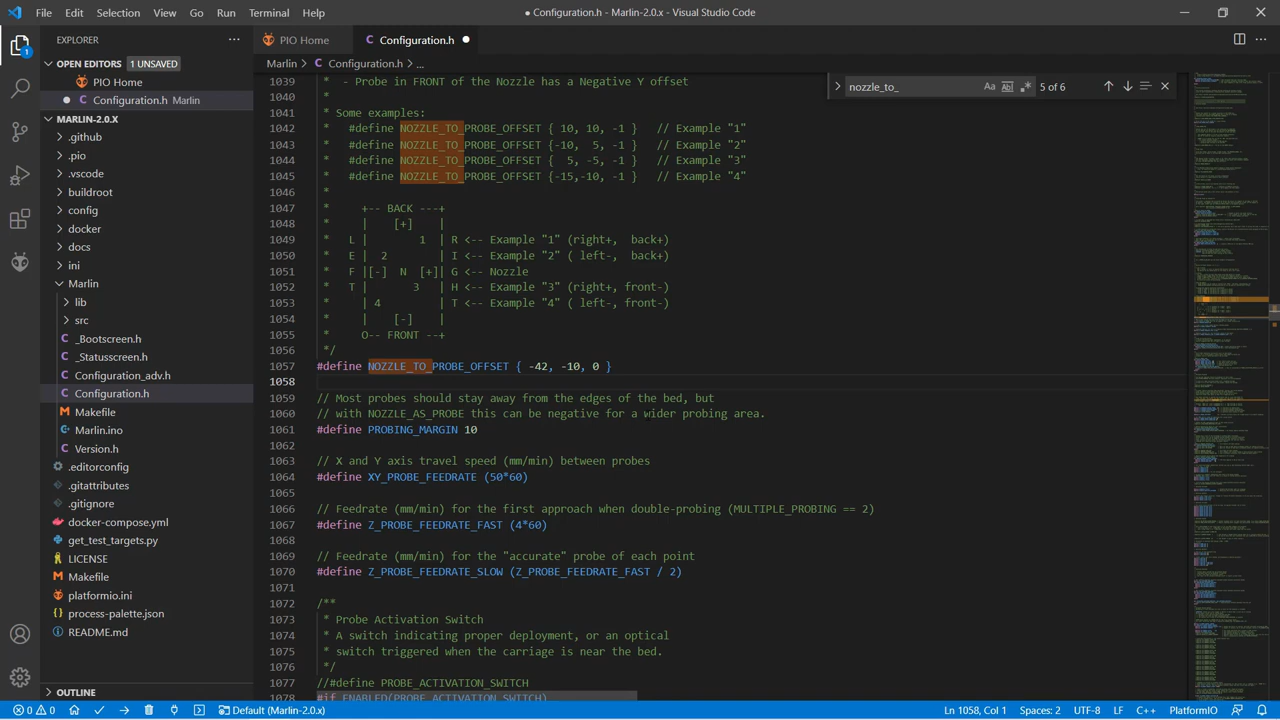 File Edit Selection View Go Run Terminal Help
● Configuration.h - Marlin-2.0.x - Visual Studio Code
EXPLORER ...
PIO Home
Configuration.h ●
OPEN EDITORS 1 UNSAVED
PIO Home
● Configuration.h Marlin
MARLIN-2.0.X
.github
.pio
.vscode
buildroot
config
docker
docs
ini
Marlin
lib
src
_Bootscreen.h
_Statusscreen.h
Configuration_adv.h
Configuration.h
Makefile
Marlin.ino
Version.h
.editorconfig
.gitattributes
.gitignore
docker-compose.yml
get_test_targets.py
LICENSE
Makefile
platformio.ini
process-palette.json
README.md
OUTLINE
Marlin > Configuration.h > ...
nozzle_to_ Aa 5 of 6
1039 * - Probe in FRONT of the Nozzle has a Negative Y offset
1040 *
1041 * Some examples:
1042 * #define NOZZLE_TO_PROBE_OFFSET { 10, 10, -1 } // Example "1"
1043 * #define NOZZLE_TO_PROBE_OFFSET {-10, 5, -1 } // Example "2"
1044 * #define NOZZLE_TO_PROBE_OFFSET { 5, -5, -1 } // Example "3"
1045 * #define NOZZLE_TO_PROBE_OFFSET {-15,-10, -1 } // Example "4"
1046 *
1047 * +-- BACK ---+
1048 * | [+] |
1049 * L | 1 | R <-- Example "1" (right+, back+)
1050 * E | 2 | I <-- Example "2" ( left-, back+)
1051 * F |[-] N [+]| G <-- Nozzle
1052 * T | 3 | H <-- Example "3" (right+, front-)
1053 * | 4 | T <-- Example "4" ( left-, front-)
1054 * | [-] |
1055 * O-- FRONT --+
1056 */
1057 #define NOZZLE_TO_PROBE_OFFSET { -42, -10, 0 }
1058
1059 // Most probes should stay away from the edges of the bed, but
1060 // with NOZZLE_AS_PROBE this can be negative for a wider probing area.
1061 #define PROBING_MARGIN 10
1062
1063 // X and Y axis travel speed (mm/min) between probes
1064 #define XY_PROBE_FEEDRATE (50*60)
1065
1066 // Feedrate (mm/min) for the first approach when double-probing (MULTIPLE_PROBING == 2)
1067 #define Z_PROBE_FEEDRATE_FAST (4*60)
1068
1069 // Feedrate (mm/min) for the "accurate" probe of each point
1070 #define Z_PROBE_FEEDRATE_SLOW (Z_PROBE_FEEDRATE_FAST / 2)
1071
1072 /**
1073 * Probe Activation Switch
1074 * A switch indicating proper deployment, or an optical
1075 * switch triggered when the carriage is near the bed.
1076 */
1077 //#define PROBE_ACTIVATION_SWITCH
1078 #if ENABLED(PROBE_ACTIVATION_SWITCH)
0 0 Default (Marlin-2.0.x)
Ln 1058, Col 1 Spaces: 2 UTF-8 LF C++ PlatformIO